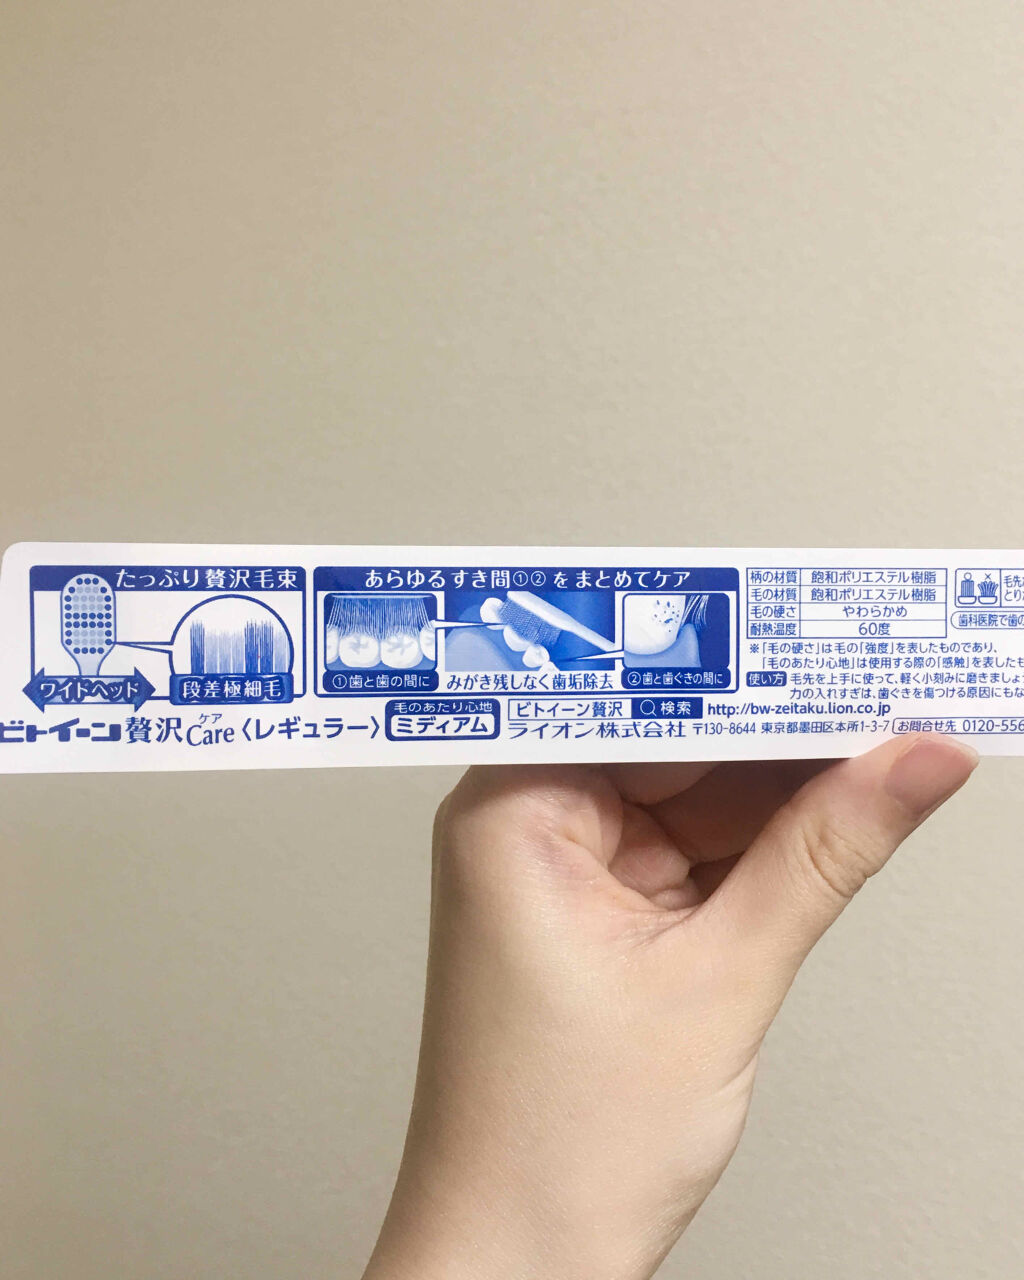 たっぷり贅沢毛束
ワイドヘッド
段差極細毛
あらゆるすき間①②をまとめてケア
①歯と歯の間に
みがき残しなく歯垢除去
②歯と歯ぐきの間に
柄の材質 飽和ポリエステル樹脂
毛の材質 飽和ポリエステル樹脂
毛の硬さ やわらかめ
耐熱温度 60度
毛先が
とりか
歯科医院で歯の
※「毛の硬さ」は毛の「強度」を表したものであり、
「毛のあたり心地」は使用する際の「感触」を表したも
使い方 毛先を上手に使って、軽く小刻みに磨きましょ
力の入れすぎは、歯ぐきを傷つける原因にもな
ビトイーン贅沢Care ケア〈レギュラー〉
毛のあたり心地
ミディアム
ビトイーン贅沢 検索 http://bw-zeitaku.lion.co.jp
ライオン株式会社 〒130-8644 東京都墨田区本所1-3-7 お問合せ先 0120-556